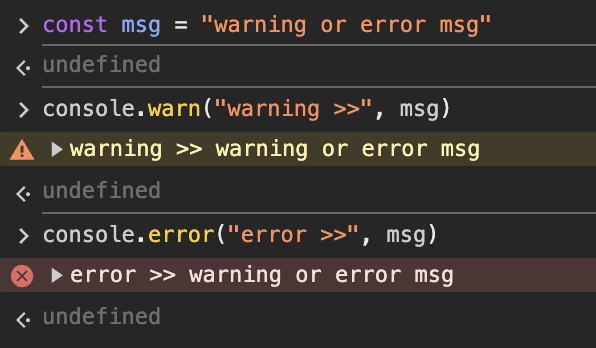 > const msg = "warning or error msg"
undefined
> console.warn("warning >>", msg)
warning >> warning or error msg
undefined
> console.error("error >>", msg)
error >> warning or error msg
undefined